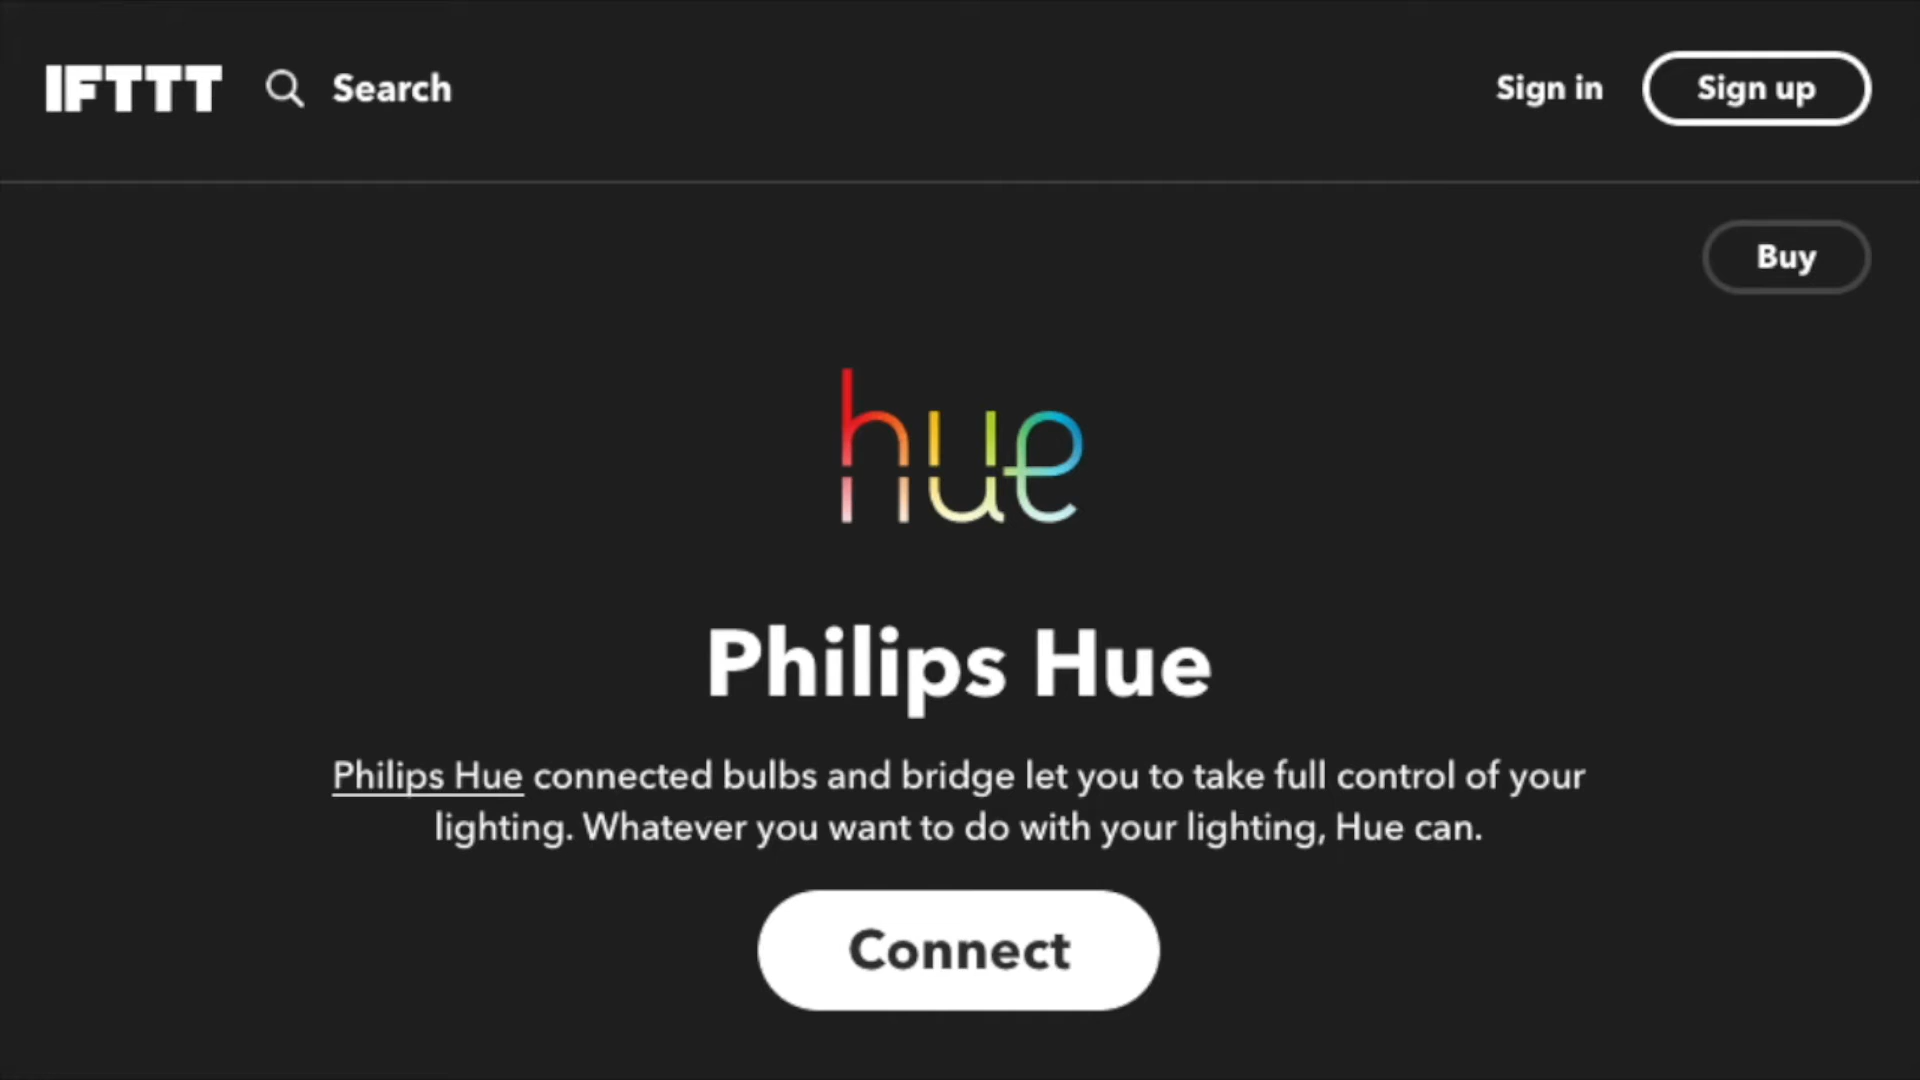 IFTTT Search Sign in Sign up
Buy
hue
Philips Hue
Philips Hue connected bulbs and bridge let you to take full control of your
lighting. Whatever you want to do with your lighting, Hue can.
Connect